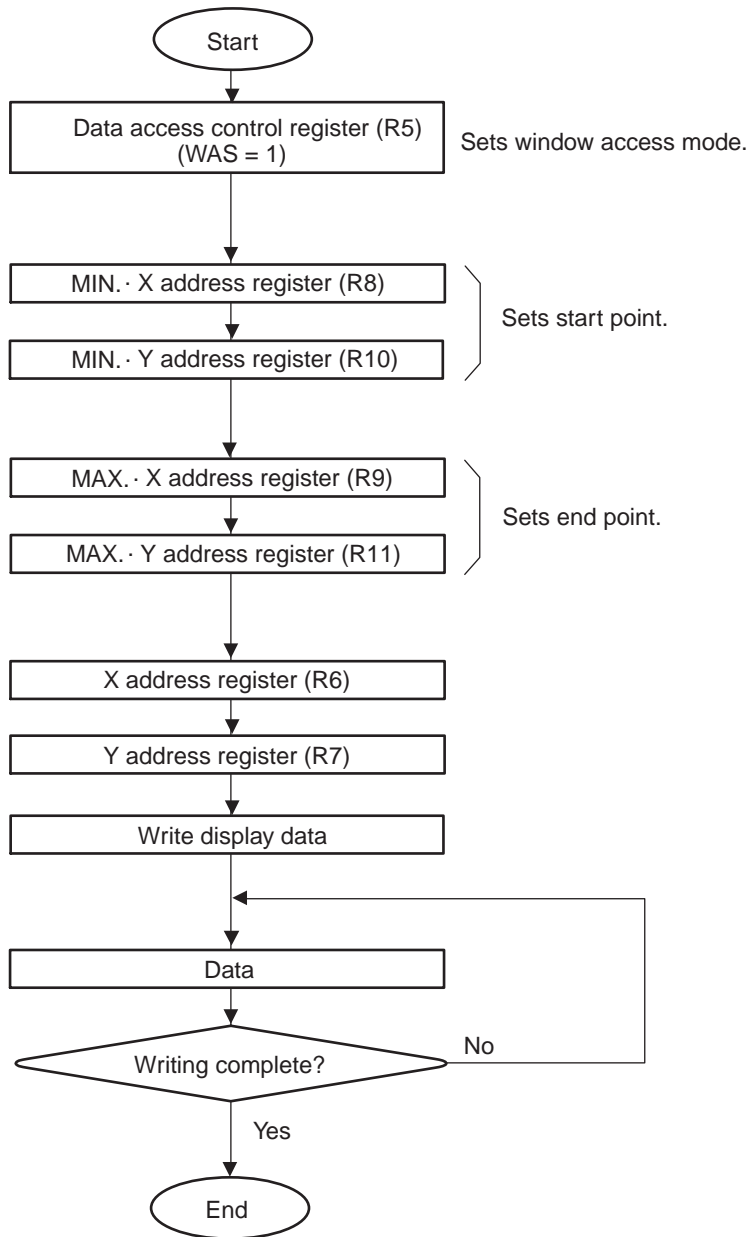 Start
Data access control register (R5)
(WAS = 1)
Sets window access mode.
MIN.· X address register (R8)
Sets start point.
MIN.· Y address register (R10)
MAX.· X address register (R9)
Sets end point.
MAX.· Y address register (R11)
X address register (R6)
Y address register (R7)
Write display data
Data
Writing complete?
No
Yes
End